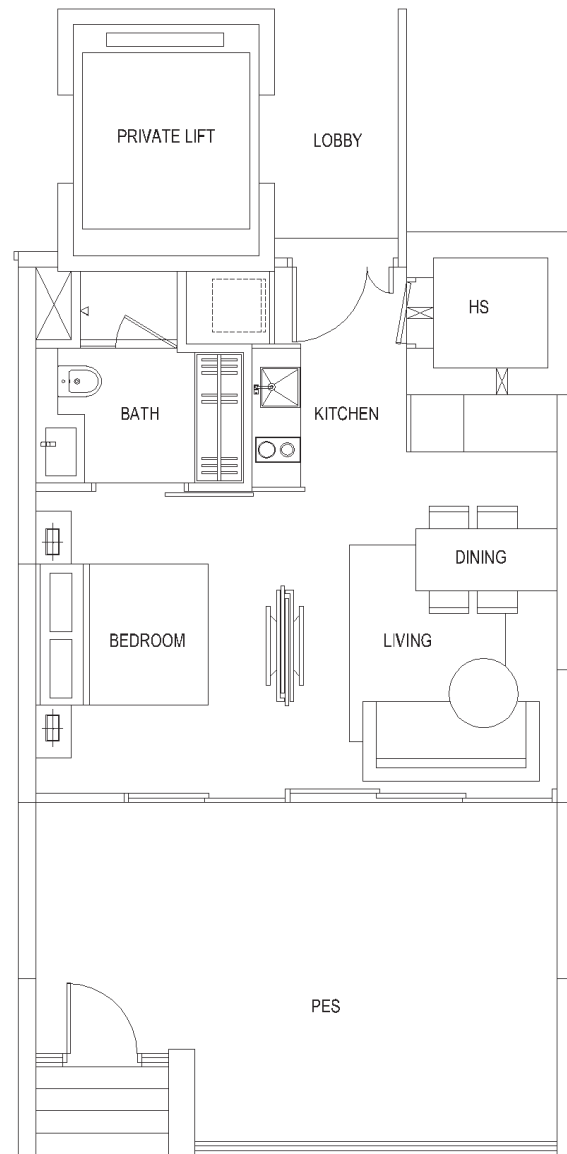 PRIVATE LIFT
LOBBY
HS
BATH
KITCHEN
DINING
BEDROOM
LIVING
PES